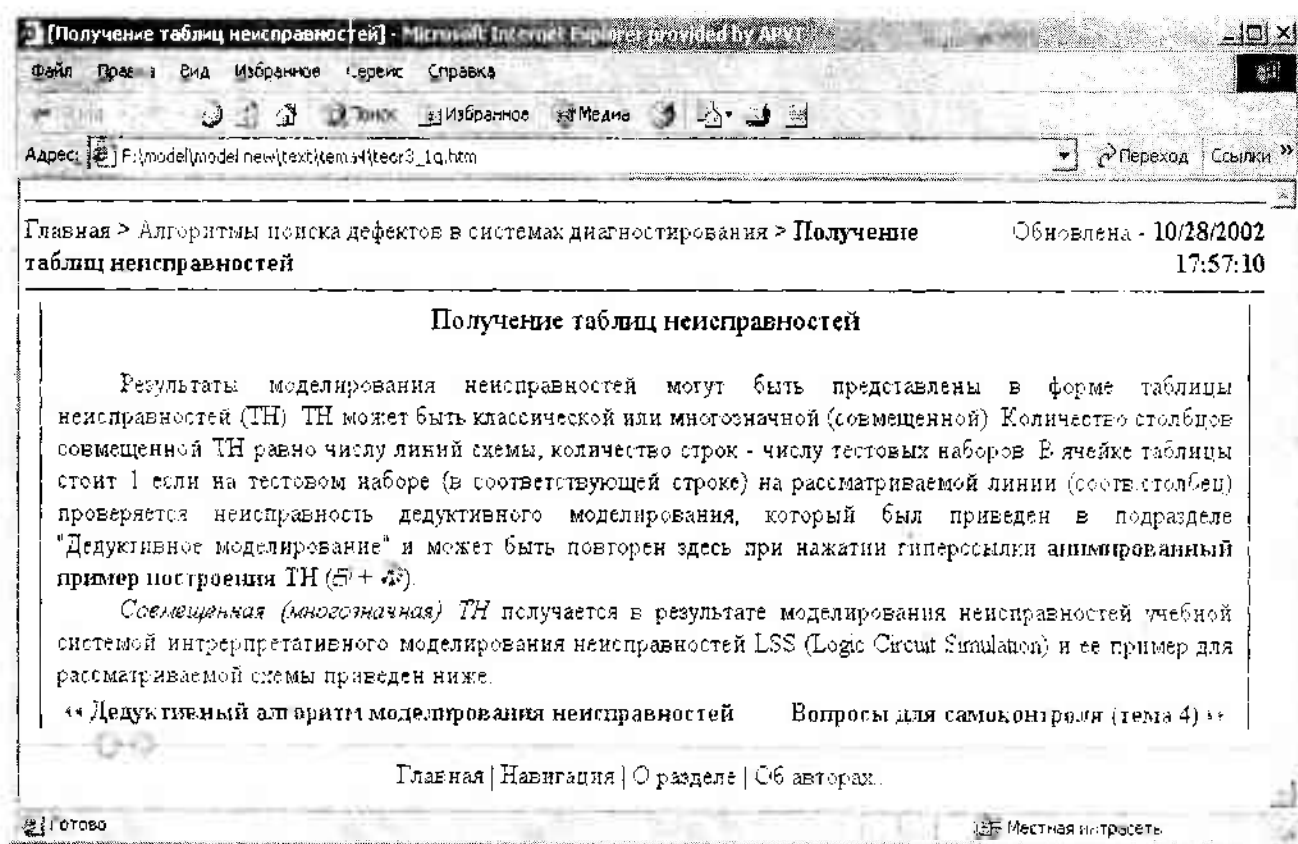 [Получение таблиц неисправностей] - Microsoft Internet Explorer provided by APVT
Файл Вид Избранное Сервис Справка
Поиск Избранное Медиа
Адрес: F:\model\model new\text\tema4\teor3_1q.htm Переход Ссылки »
Главная > Алгоритмы поиска дефектов в системах диагностирования > Получение Обновлена - 10/28/2002
таблиц неисправностей 17:57:10
Получение таблиц неисправностей
Результаты моделирования неисправностей могут быть представлены в форме таблицы
неисправностей (ТН) ТН может быть классической или многозначной (совмещенной) Количество столбцов
совмещенной ТН равно числу линий схемы, количество строк - числу тестовых наборов В ячейке таблицы
стоит 1 если на тестовом наборе (в соответствующей строке) на рассматриваемой линии (соотв.столбец)
проверяется неисправность дедуктивного моделирования, который был приведен в подразделе
"Дедуктивное моделирование" и может быть повторен здесь при нажатии гиперссылки анимированный
пример построения ТН ( + ).
Совмещенная (многозначная) ТН получается в результате моделирования неисправностей учебной
системой интрерпретативного моделирования неисправностей LSS (Logic Circuit Simulation) и ее пример для
рассматриваемой схемы приведен ниже.
Дедуктивный алгоритм моделирования неисправностей Вопросы для самоконтроля (тема 4)
Главная | Навигация | О разделе | Об авторах..
Готово Местная интрасеть